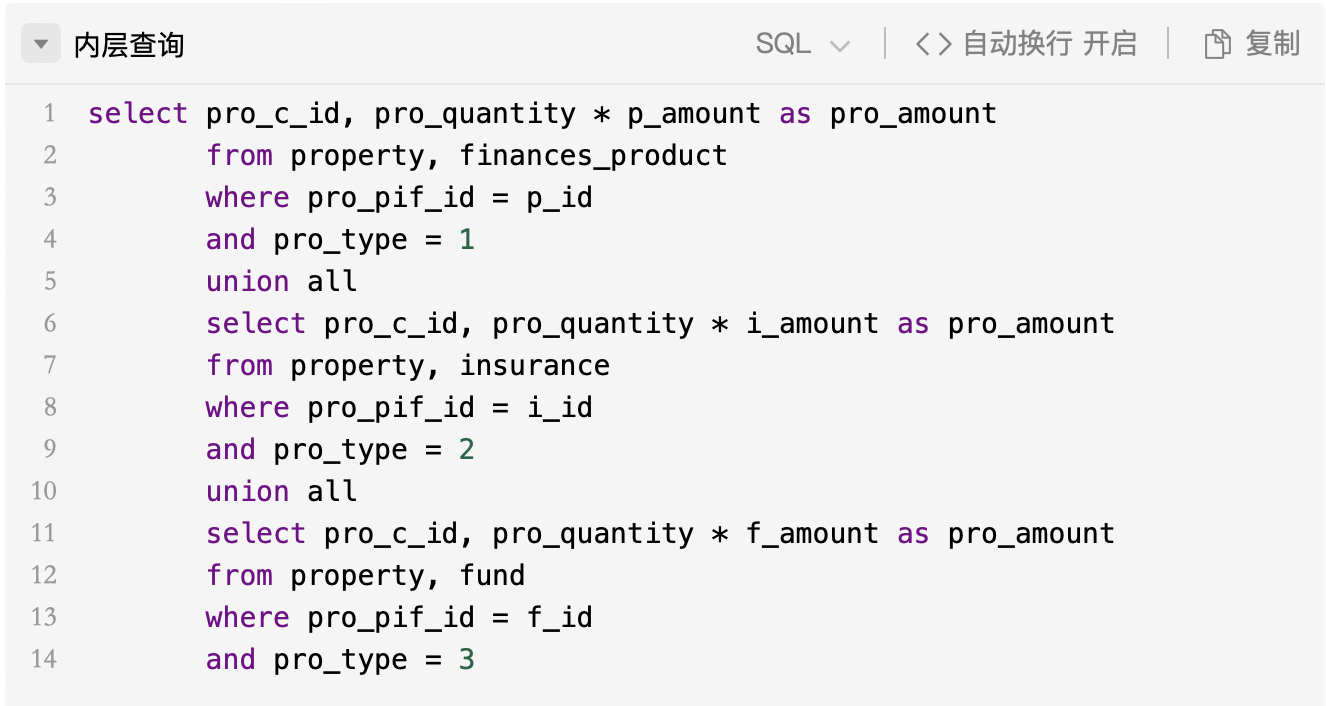 内层查询 SQL 自动换行 开启 复制
1 select pro_c_id, pro_quantity * p_amount as pro_amount
2 from property, finances_product
3 where pro_pif_id = p_id
4 and pro_type = 1
5 union all
6 select pro_c_id, pro_quantity * i_amount as pro_amount
7 from property, insurance
8 where pro_pif_id = i_id
9 and pro_type = 2
10 union all
11 select pro_c_id, pro_quantity * f_amount as pro_amount
12 from property, fund
13 where pro_pif_id = f_id
14 and pro_type = 3